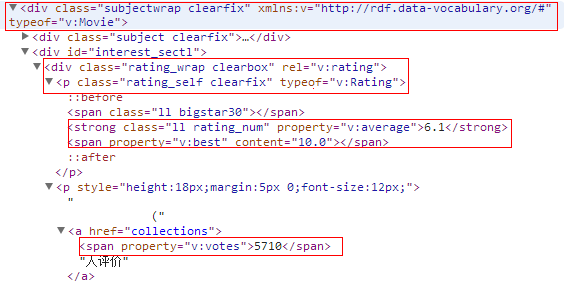 ▼<div class="subjectwrap clearfix" xmlns:v="http://rdf.data-vocabulary.org/#"
typeof="v:Movie">
▶<div class="subject clearfix">…</div>
▼<div id="interest_sectl">
▼<div class="rating_wrap clearbox" rel="v:rating">
▼<p class="rating_self clearfix" typeof="v:Rating">
::before
<span class="ll bigstar30"></span>
<strong class="ll rating_num" property="v:average">6.1</strong>
<span property="v:best" content="10.0"></span>
::after
</p>
▼<p style="height:18px;margin:5px 0;font-size:12px;">
"
("
▼<a href="collections">
<span property="v:votes">5710</span>
"人评价"
</a>